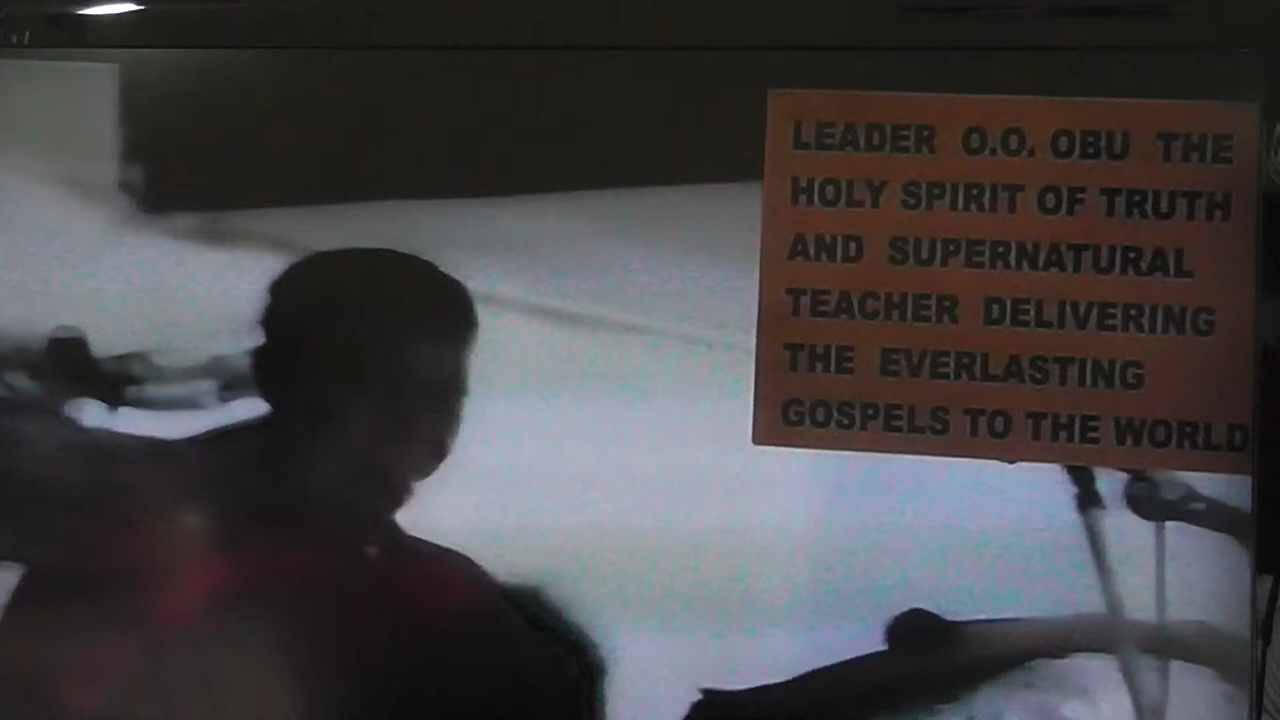 LEADER O.O. OBU THE
HOLY SPIRIT OF TRUTH
AND SUPERNATURAL
TEACHER DELIVERING
THE EVERLASTING
GOSPELS TO THE WORLD